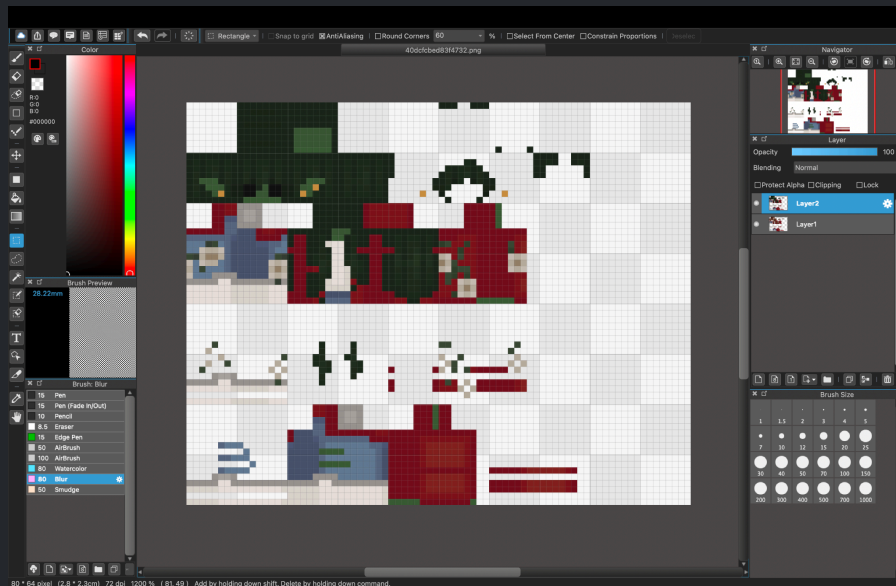 Rectangle
Snap to grid
AntiAliasing
Round Corners
60
%
Select From Center
Constrain Proportions
Deselect
40dcfcbed83f4732.png
Color
R:0
G:0
B:0
#000000
Brush Preview
28.22mm
Brush: Blur
15 Pen
15 Pen (Fade In/Out)
10 Pencil
8.5 Eraser
15 Edge Pen
50 AirBrush
100 AirBrush
80 Watercolor
80 Blur
50 Smudge
Navigator
Layer
Opacity 100
Blending Normal
Protect Alpha Clipping Lock
Layer2
Layer1
Brush Size
1 1.5 2 3 4 5
7 10 12 15 20 25
30 40 50 70 100 150
200 300 400 500 700 1000
80 * 64 pixel (2.8 * 2.3cm) 72 dpi 1200 % ( 81, 49 ) Add by holding down shift. Delete by holding down command.